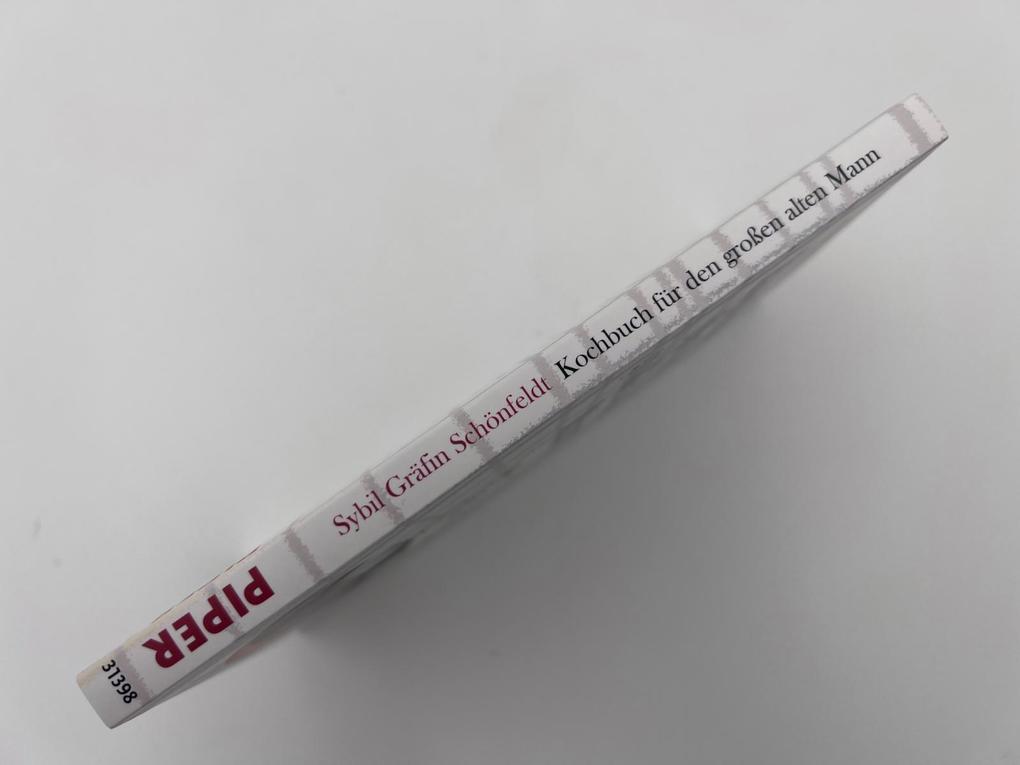 Sybil Gräfin Schönfeldt Kochbuch für den großen alten Mann
PIPER
31398